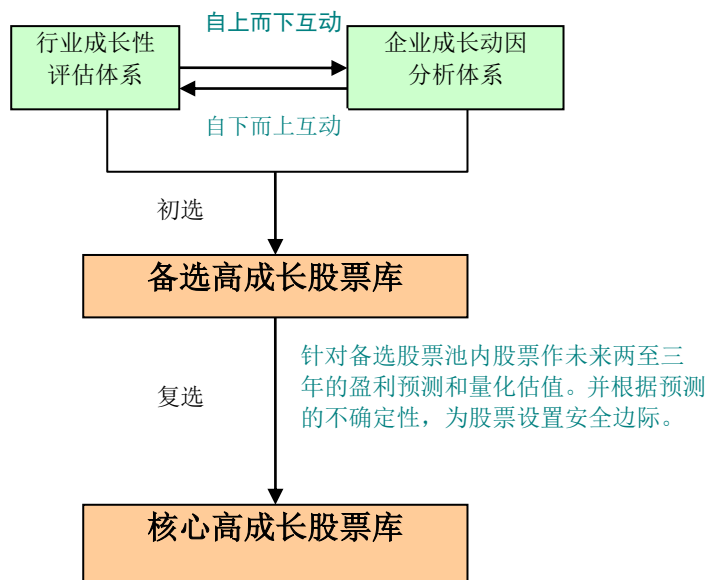 自上而下互动
行业成长性
评估体系
企业成长动因
分析体系
自下而上互动
初选
备选高成长股票库
针对备选股票池内股票作未来两至三
年的盈利预测和量化估值。并根据预测
的不确定性，为股票设置安全边际。
复选
核心高成长股票库